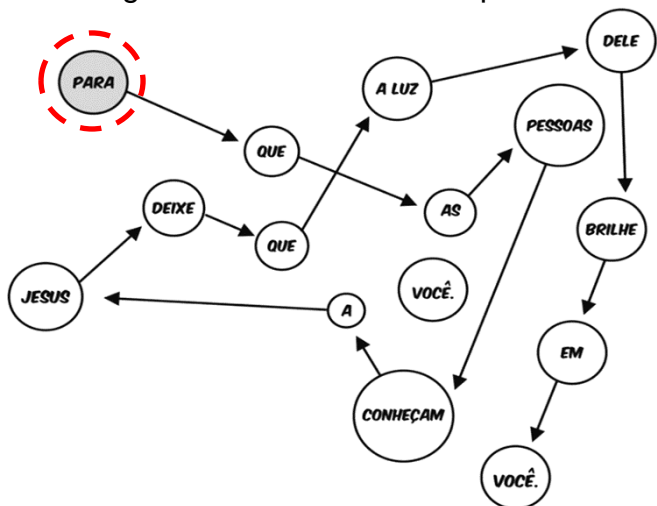 PARA
QUE
AS
PESSOAS
CONHEÇAM
A
JESUS
DEIXE
QUE
A LUZ
DELE
BRILHE
EM
VOCÊ.
VOCÊ.